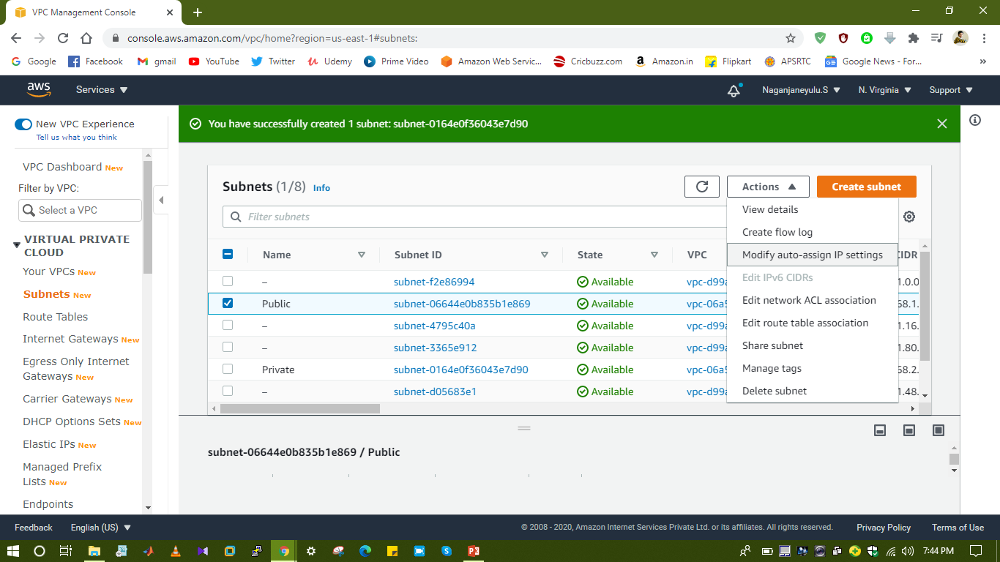 VPC Management Console
console.aws.amazon.com/vpc/home?region=us-east-1#subnets:
Google Facebook gmail YouTube Twitter Udemy Prime Video Amazon Web Servic... Cricbuzz.com Amazon.in Flipkart APSRTC Google News - For... »
aws Services Naganjaneyulu.S N. Virginia Support
New VPC Experience
Tell us what you think
You have successfully created 1 subnet: subnet-0164e0f36043e7d90
VPC Dashboard New
Filter by VPC:
Select a VPC
VIRTUAL PRIVATE
CLOUD
Your VPCs New
Subnets New
Route Tables
Internet Gateways New
Egress Only Internet
Gateways New
Carrier Gateways New
DHCP Options Sets New
Elastic IPs New
Managed Prefix
Lists New
Endpoints
Subnets (1/8) Info
Actions
Create subnet
Filter subnets
View details
Create flow log
Modify auto-assign IP settings
Edit IPv6 CIDRs
Edit network ACL association
Edit route table association
Share subnet
Manage tags
Delete subnet
Name Subnet ID State VPC CIDR
– subnet-f2e86994 Available vpc-d99a 1.0.0
Public subnet-06644e0b835b1e869 Available vpc-06a5 68.1.
– subnet-4795c40a Available vpc-d99a 1.16.
– subnet-3365e912 Available vpc-d99a 1.80.
Private subnet-0164e0f36043e7d90 Available vpc-06a5 68.2.
– subnet-d05683e1 Available vpc-d99a 1.48.
subnet-06644e0b835b1e869 / Public
Feedback English (US) © 2008 - 2020, Amazon Internet Services Private Ltd. or its affiliates. All rights reserved. Privacy Policy Terms of Use
7:44 PM